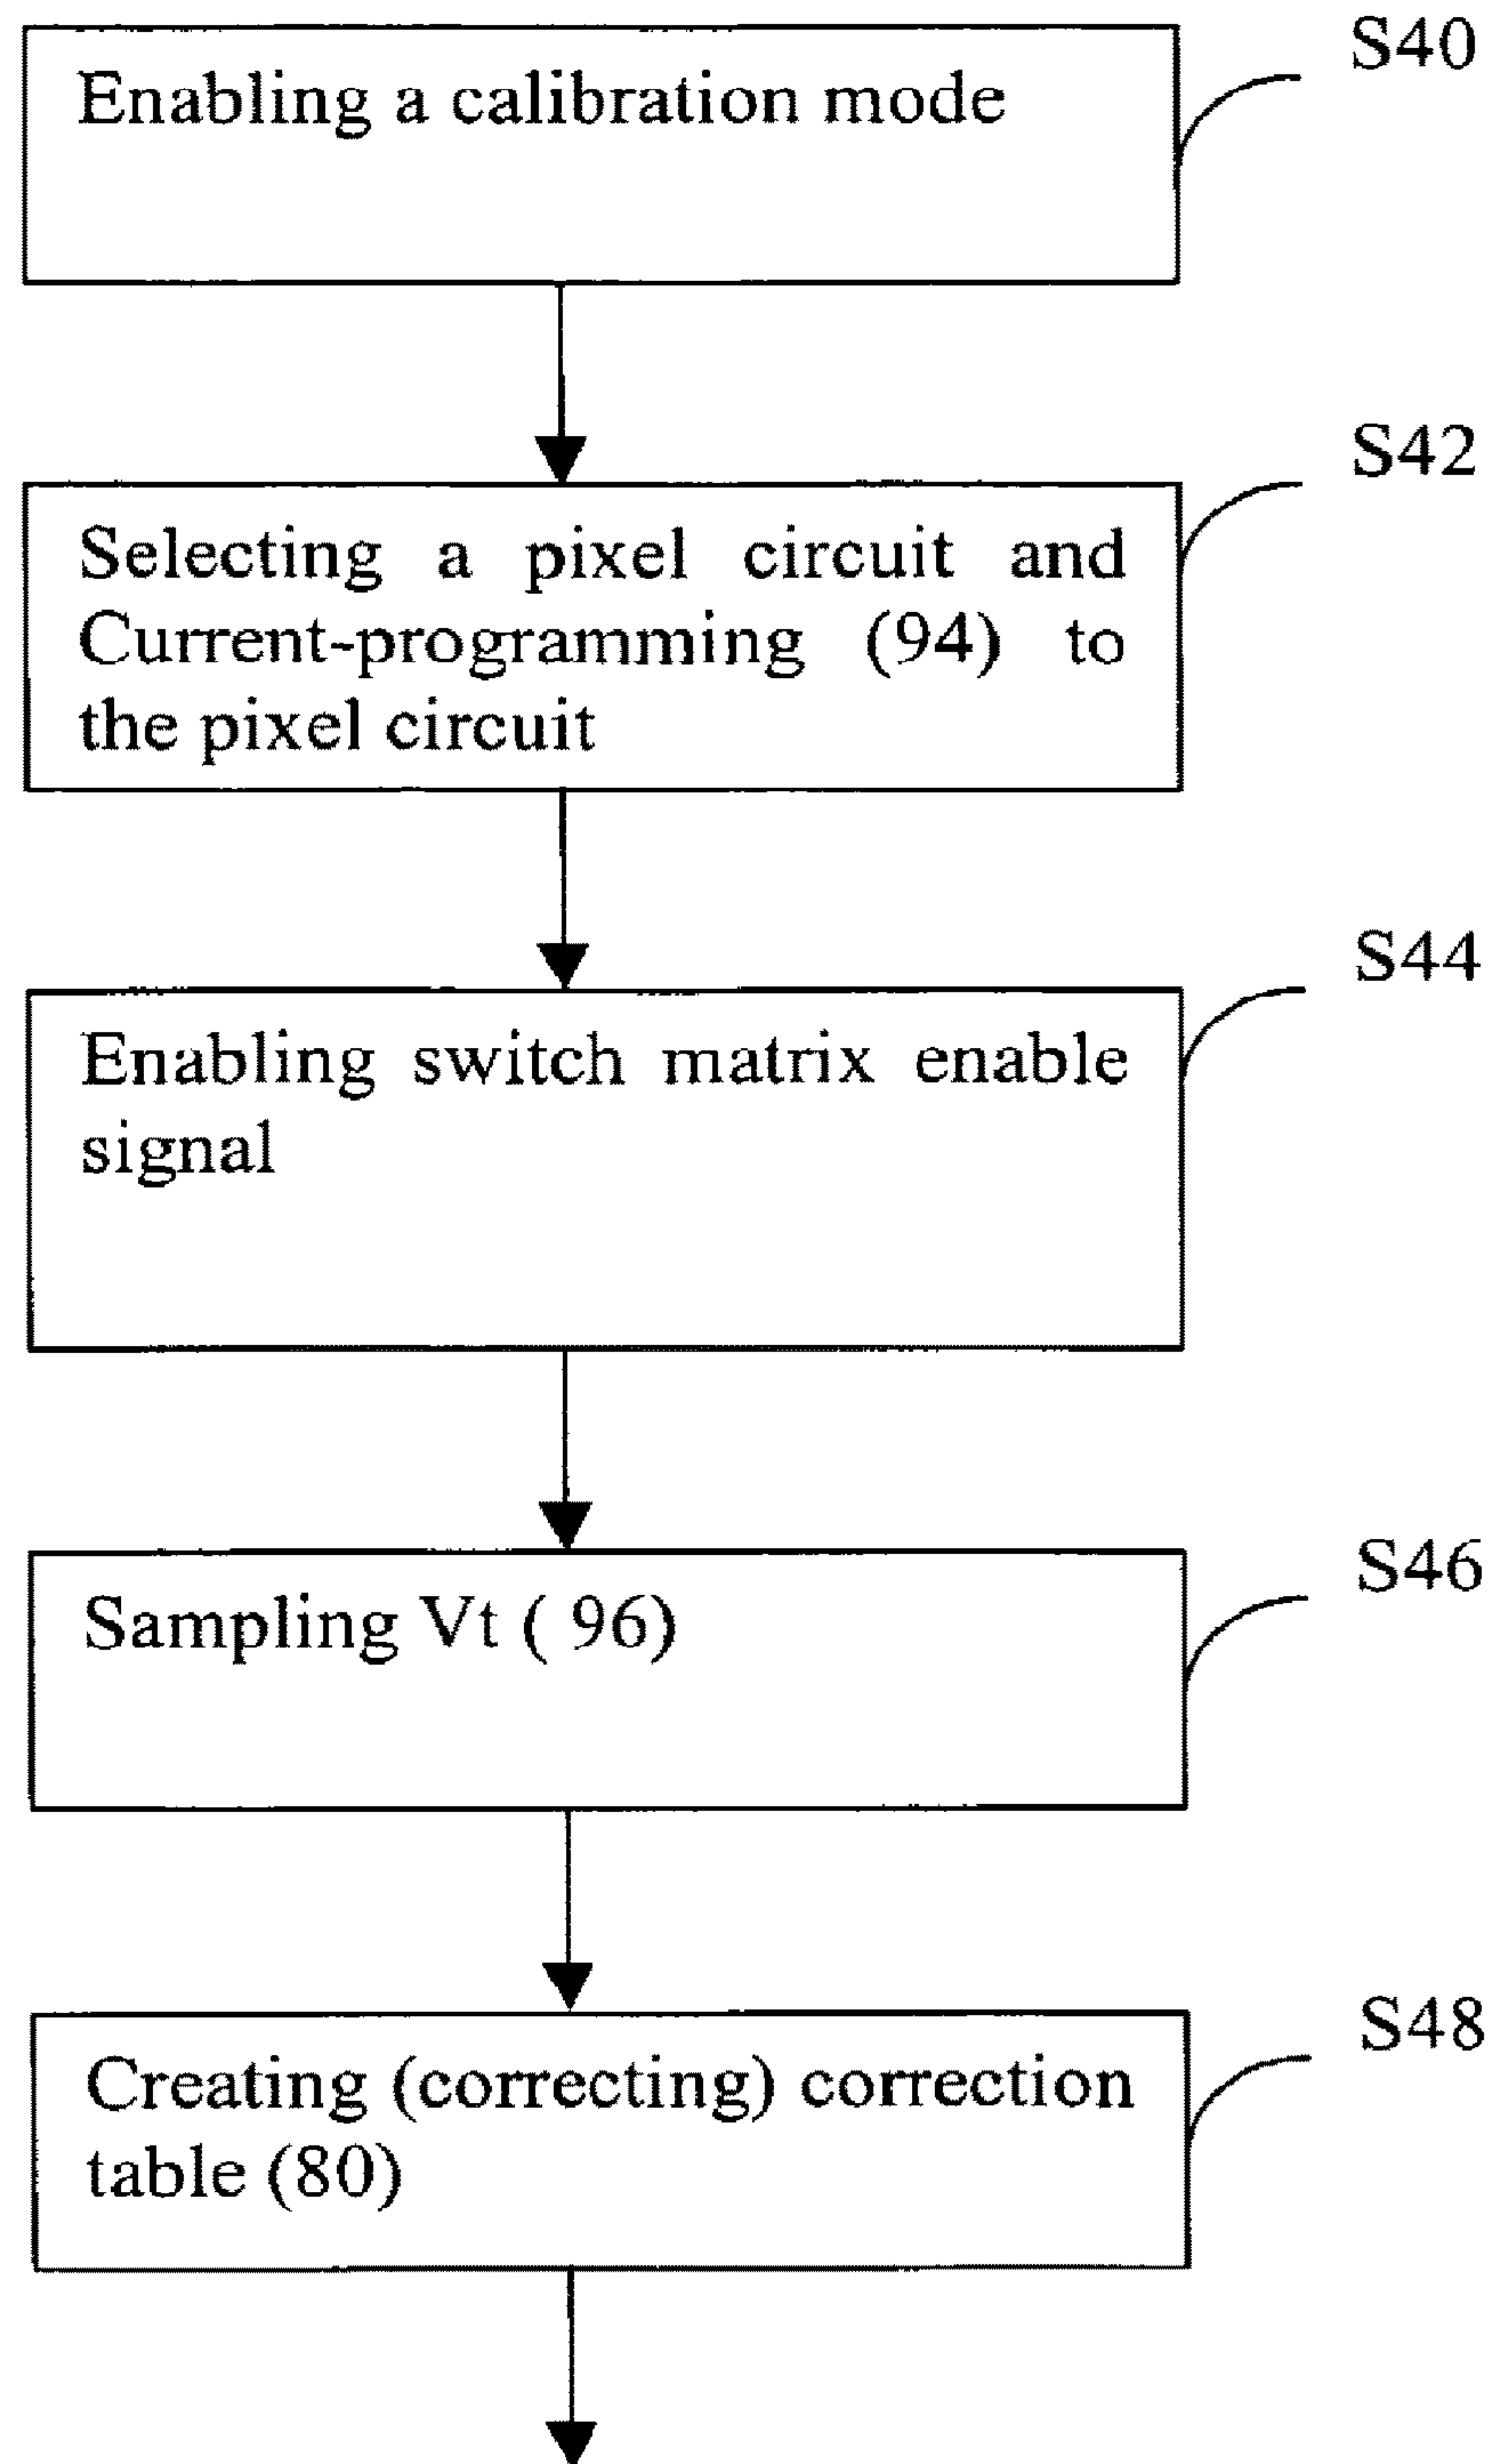 S40
Enabling a calibration mode
S42
Selecting a pixel circuit and
Current-programming (94) to
the pixel circuit
S44
Enabling switch matrix enable
signal
S46
Sampling Vt ( 96)
S48
Creating (correcting) correction
table (80)